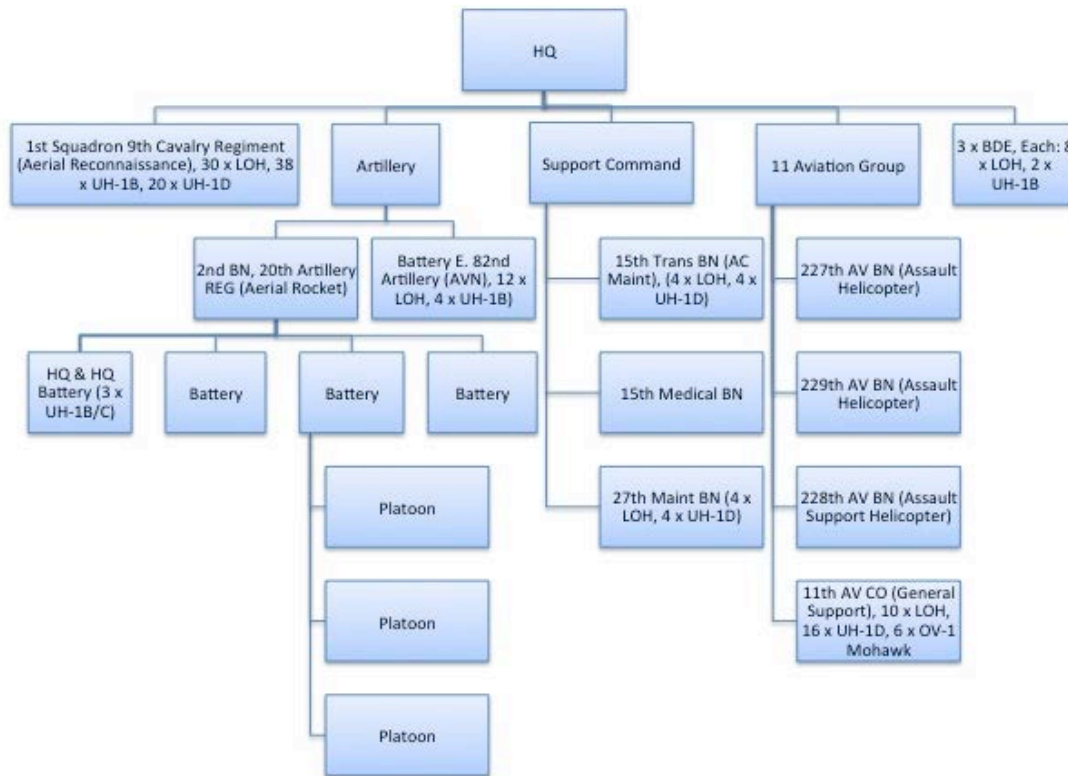 HQ
1st Squadron 9th Cavalry Regiment
(Aerial Reconnaissance), 30 x LOH, 38
x UH-1B, 20 x UH-1D
Artillery
Support Command
11 Aviation Group
3 x BDE, Each: 8
x LOH, 2 x
UH-1B
2nd BN, 20th Artillery
REG (Aerial Rocket)
Battery E. 82nd
Artillery (AVN), 12 x
LOH, 4 x UH-1B)
15th Trans BN (AC
Maint), (4 x LOH, 4 x
UH-1D)
227th AV BN (Assault
Helicopter)
HQ & HQ
Battery (3 x
UH-1B/C)
Battery
Battery
Battery
15th Medical BN
229th AV BN (Assault
Helicopter)
Platoon
27th Maint BN (4 x
LOH, 4 x UH-1D)
228th AV BN (Assault
Support Helicopter)
Platoon
11th AV CO (General
Support), 10 x LOH,
16 x UH-1D, 6 x OV-1
Mohawk
Platoon